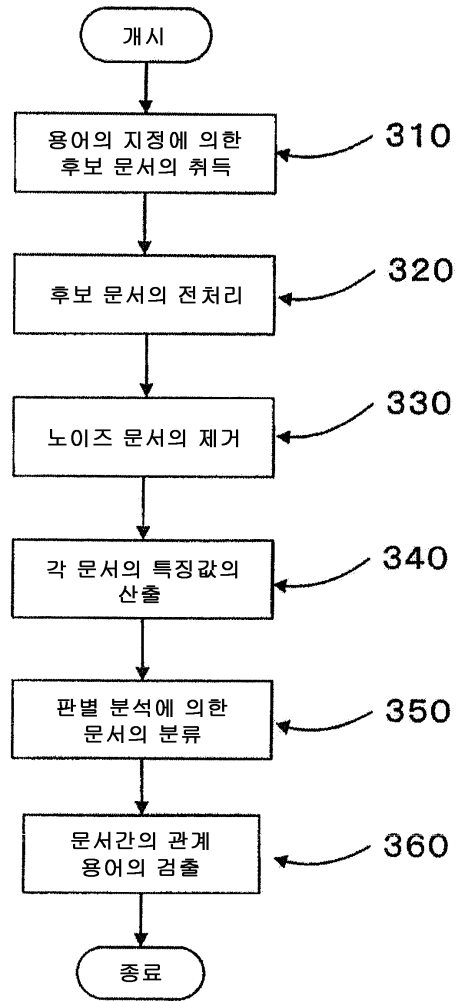 개시
용어의 지정에 의한
후보 문서의 취득
310
후보 문서의 전처리
320
노이즈 문서의 제거
330
각 문서의 특징값의
산출
340
판별 분석에 의한
문서의 분류
350
문서간의 관계
용어의 검출
360
종료